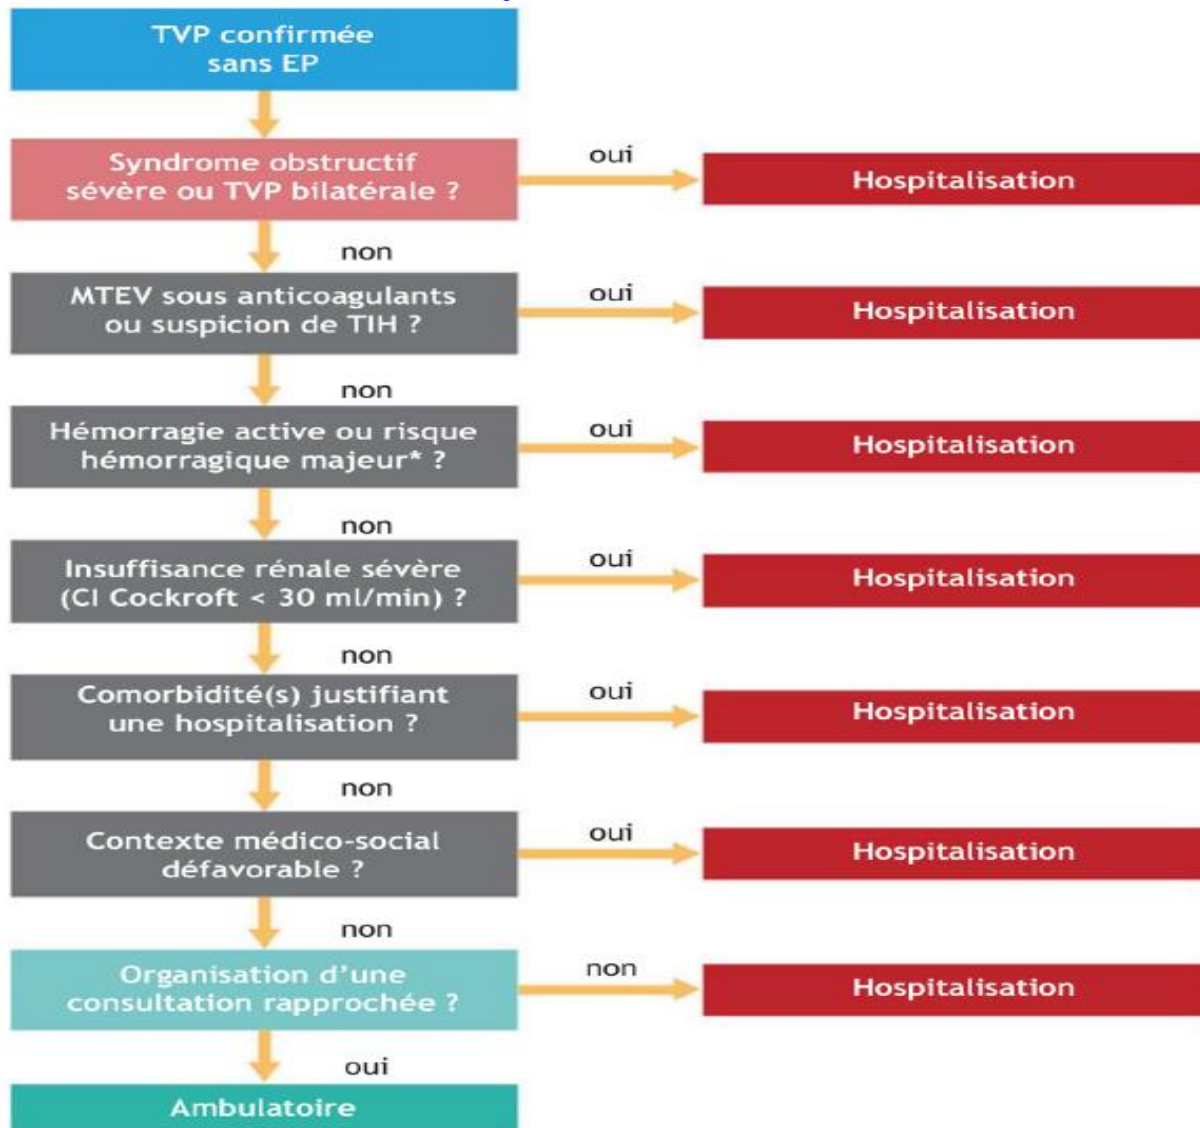 TVP confirmée
sans EP
Syndrome obstructif
sévère ou TVP bilatérale ?
oui
Hospitalisation
non
MTEV sous anticoagulants
ou suspicion de TIH ?
oui
Hospitalisation
non
Hémorragie active ou risque
hémorragique majeur* ?
oui
Hospitalisation
non
Insuffisance rénale sévère
(Cl Cockroft < 30 ml/min) ?
oui
Hospitalisation
non
Comorbidité(s) justifiant
une hospitalisation ?
oui
Hospitalisation
non
Contexte médico-social
défavorable ?
oui
Hospitalisation
non
Organisation d'une
consultation rapprochée ?
non
Hospitalisation
oui
Ambulatoire